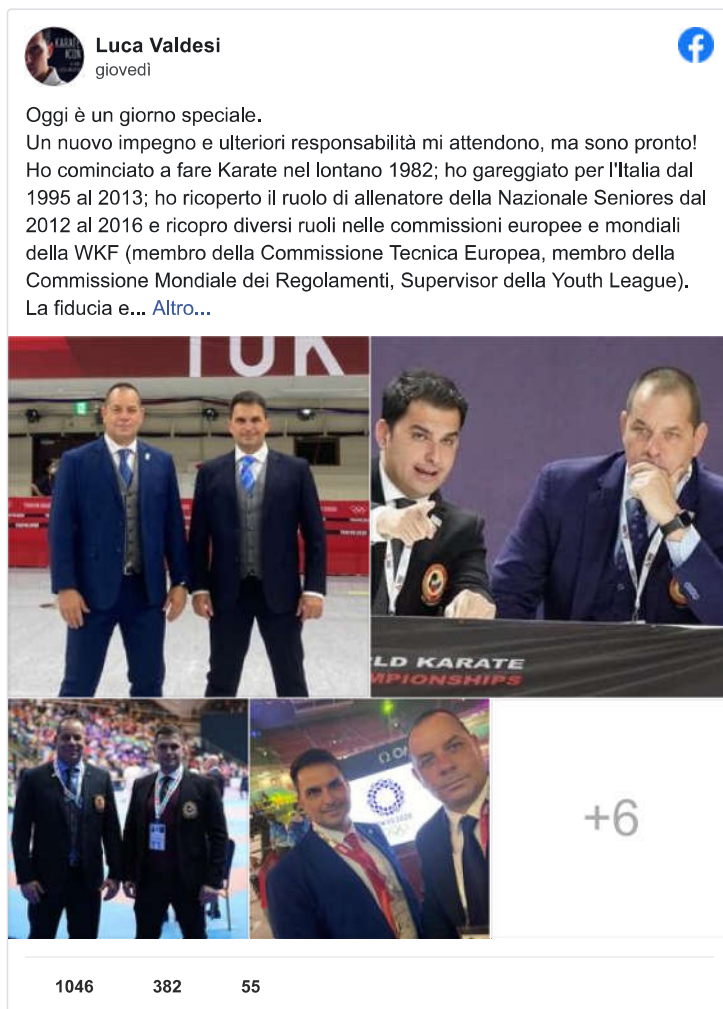 KARATE
ICON
Luca Valdesi
giovedì
Oggi è un giorno speciale.
Un nuovo impegno e ulteriori responsabilità mi attendono, ma sono pronto!
Ho cominciato a fare Karate nel lontano 1982; ho gareggiato per l'Italia dal
1995 al 2013; ho ricoperto il ruolo di allenatore della Nazionale Seniores dal
2012 al 2016 e ricopro diversi ruoli nelle commissioni europee e mondiali
della WKF (membro della Commissione Tecnica Europea, membro della
Commissione Mondiale dei Regolamenti, Supervisor della Youth League).
La fiducia e... Altro...
TOK
LD KARATE
MPIONSHIPS
TOKYO 2020
+6
1046 382 55